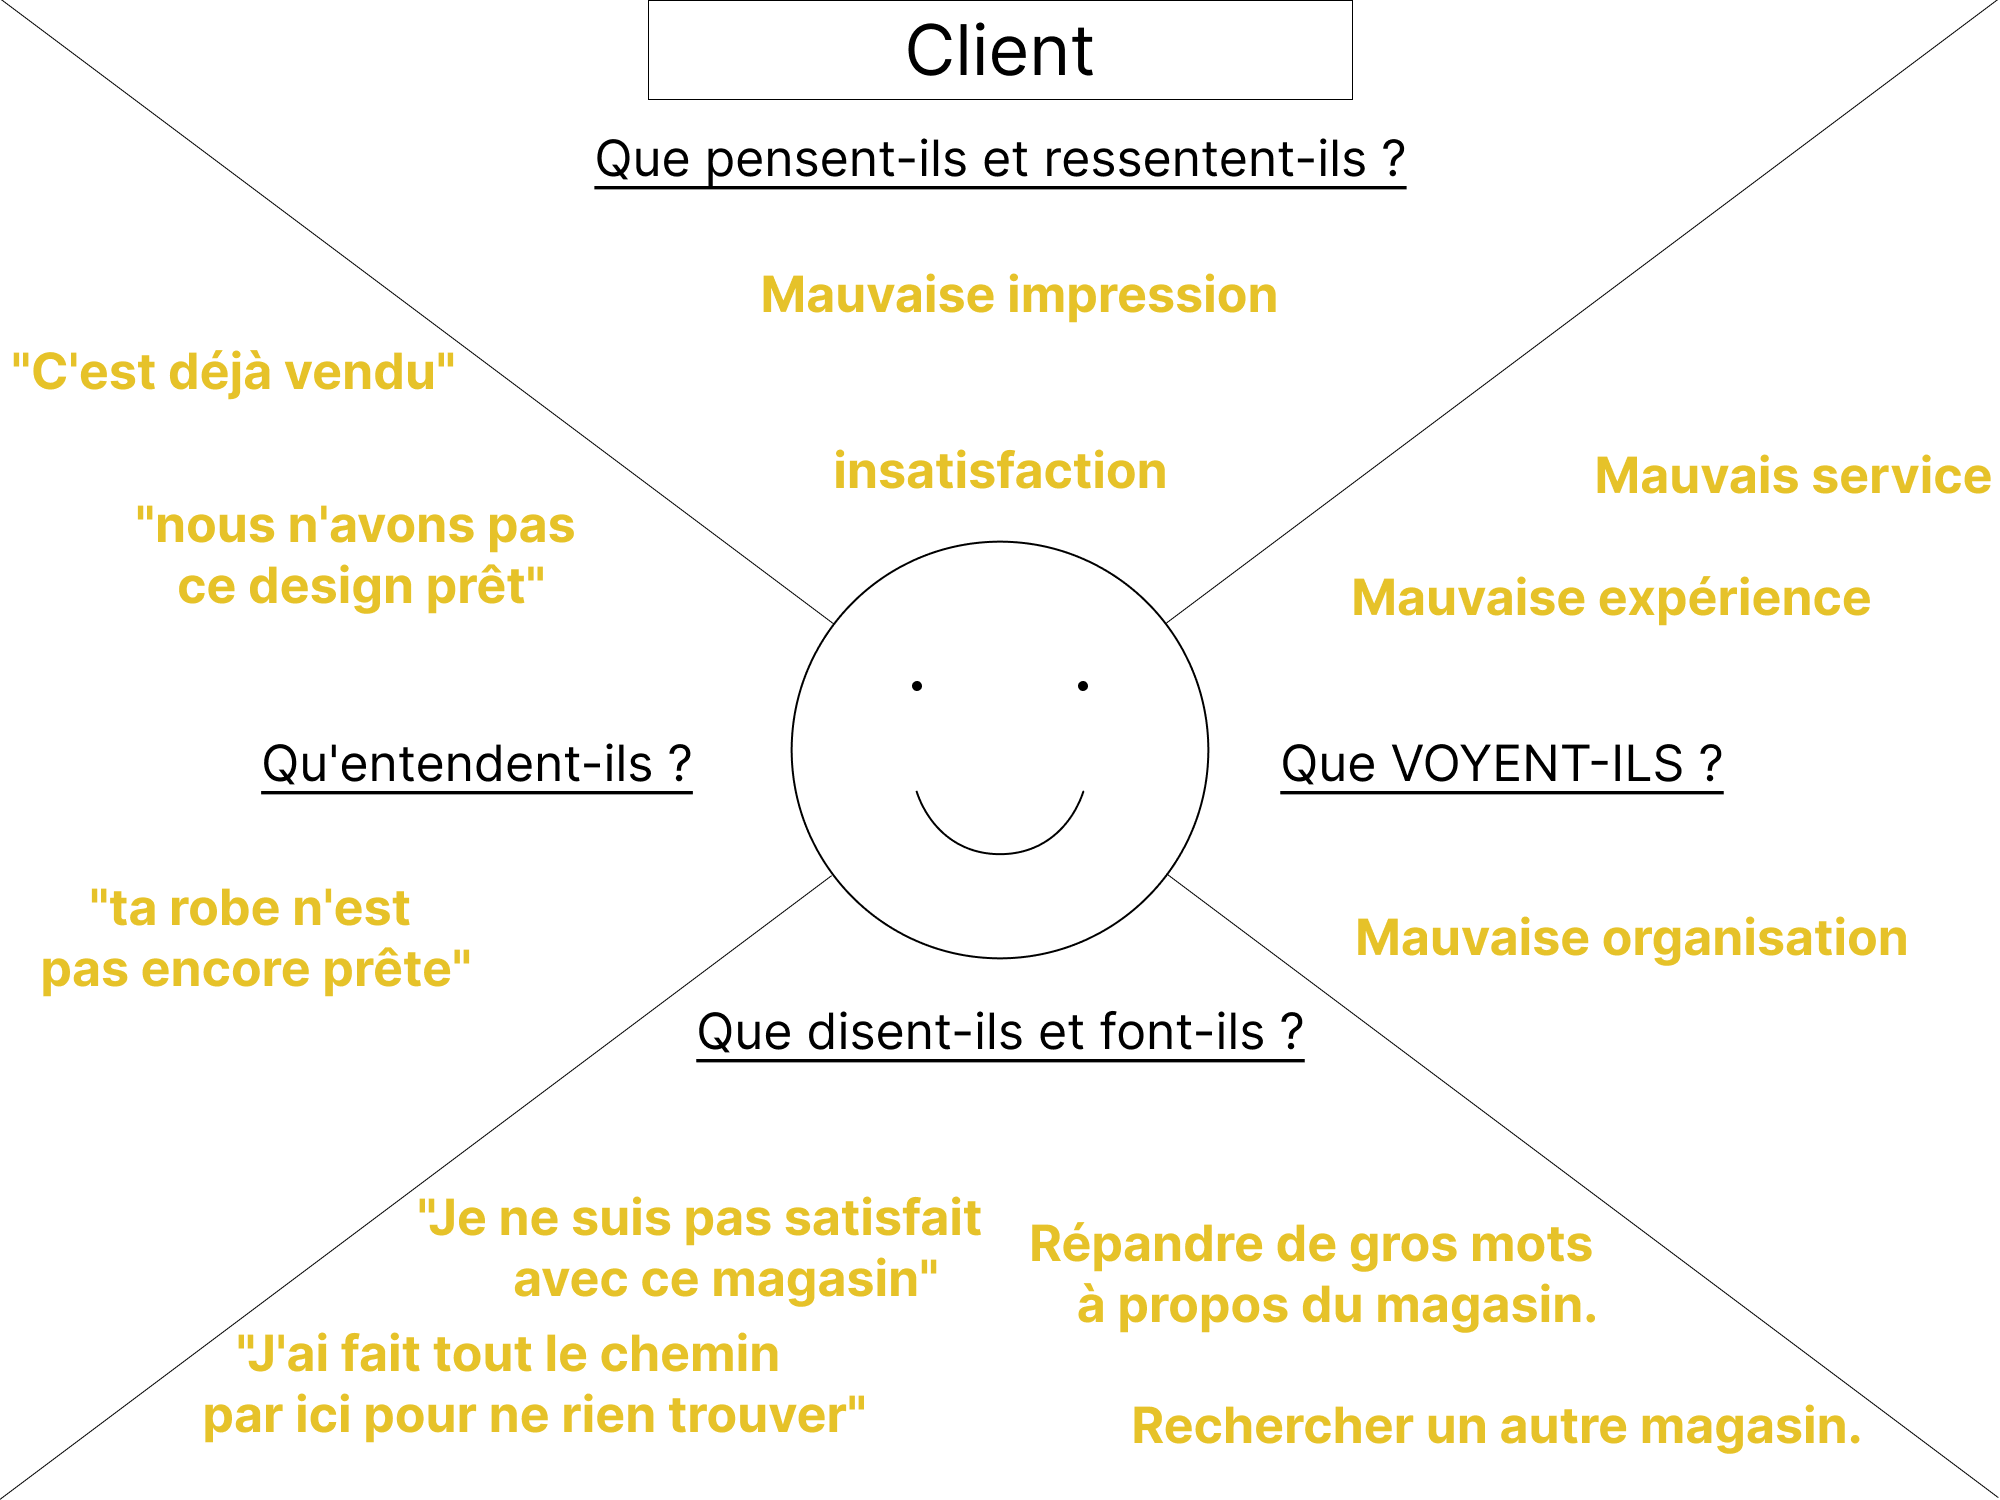 Client
Que pensent-ils et ressentent-ils ?
Mauvaise impression
insatisfaction
"C'est déjà vendu"
"nous n'avons pas
ce design prêt"
Qu'entendent-ils ?
"ta robe n'est
pas encore prête"
Mauvais service
Mauvaise expérience
Que VOYENT-ILS ?
Mauvaise organisation
Que disent-ils et font-ils ?
"Je ne suis pas satisfait
avec ce magasin"
"J'ai fait tout le chemin
par ici pour ne rien trouver"
Répandre de gros mots
à propos du magasin.
Rechercher un autre magasin.